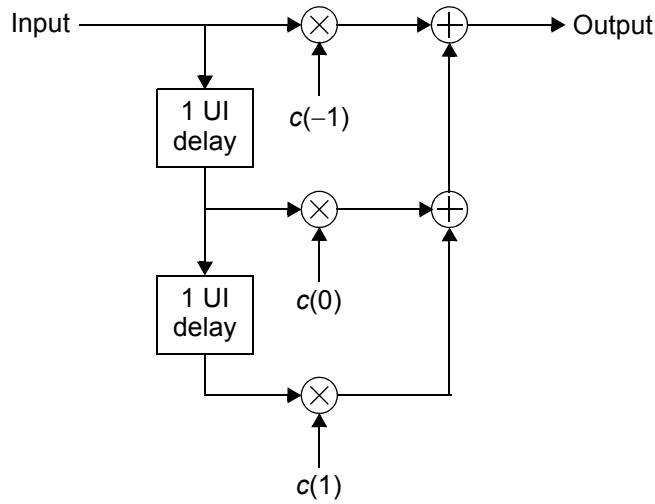 Input
Output
1 UI
delay
c(−1)
1 UI
delay
c(0)
c(1)